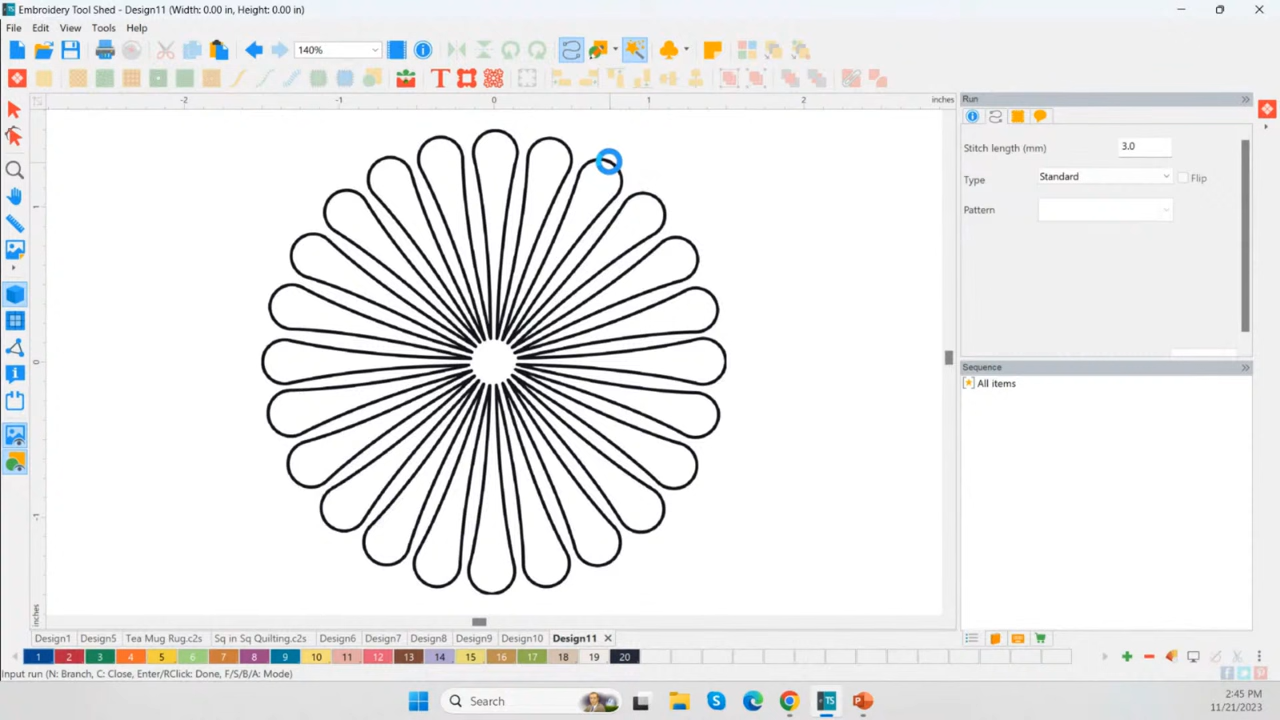 Embroidery Tool Shed - Design11 (Width: 0.00 in, Height: 0.00 in)
File Edit View Tools Help
140%
-2 -1 0 1 2 inches
Run
Stitch length (mm) 3.0
Type Standard Flip
Pattern
Sequence
All items
1
0
-1
inches
Design1 Design5 Tea Mug Rug.c2s Sq in Sq Quilting.c2s Design6 Design7 Design8 Design9 Design10 Design11
1 2 3 4 5 6 7 8 9 10 11 12 13 14 15 16 17 18 19 20
Input run (N: Branch, C: Close, Enter/RClick: Done, F/S/B/A: Mode)
Search
2:45 PM
11/21/2023